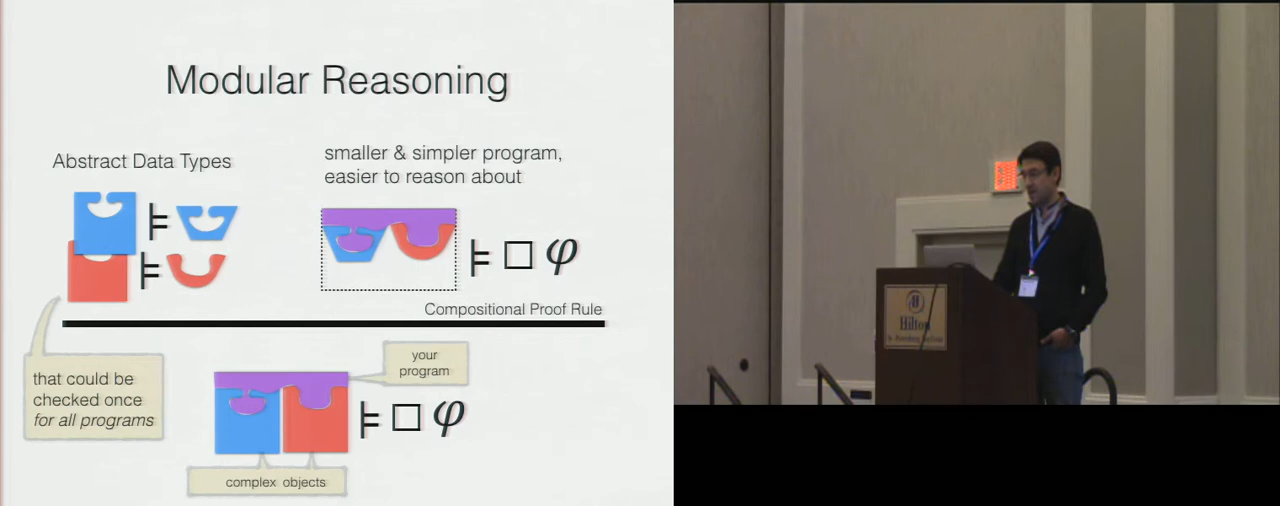 Modular Reasoning
Abstract Data Types
smaller & simpler program,
easier to reason about
⊨
⊨
⊨ □ φ
Compositional Proof Rule
that could be
checked once
for all programs
your
program
⊨ □ φ
complex objects
Hilton